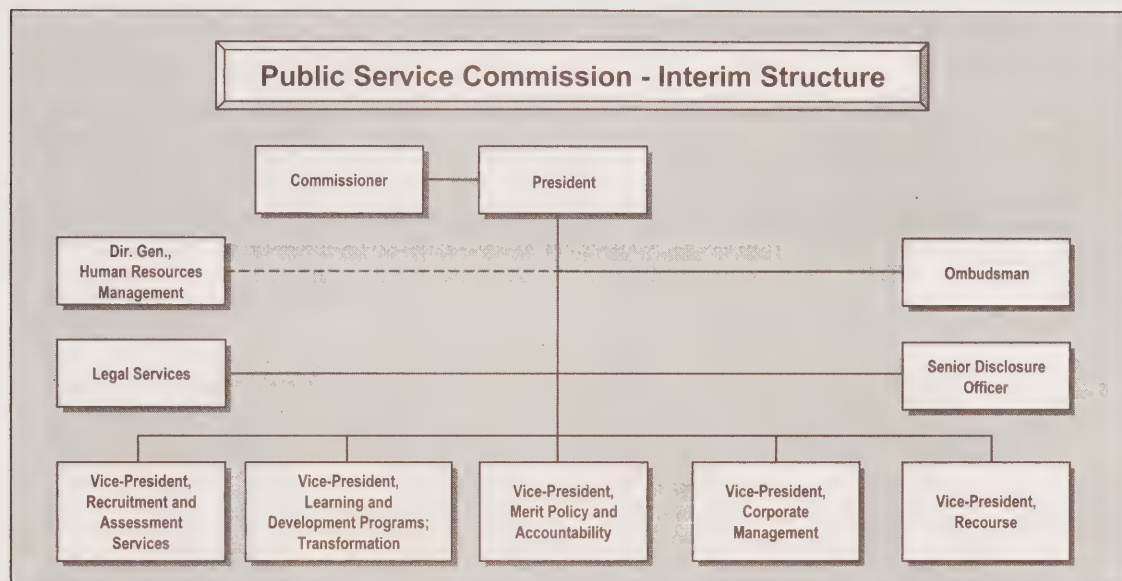 Public Service Commission - Interim Structure
Commissioner
President
Dir. Gen.,
Human Resources
Management
Ombudsman
Legal Services
Senior Disclosure
Officer
Vice-President,
Recruitment and
Assessment
Services
Vice-President,
Learning and
Development Programs;
Transformation
Vice-President,
Merit Policy and
Accountability
Vice-President,
Corporate
Management
Vice-President,
Recourse